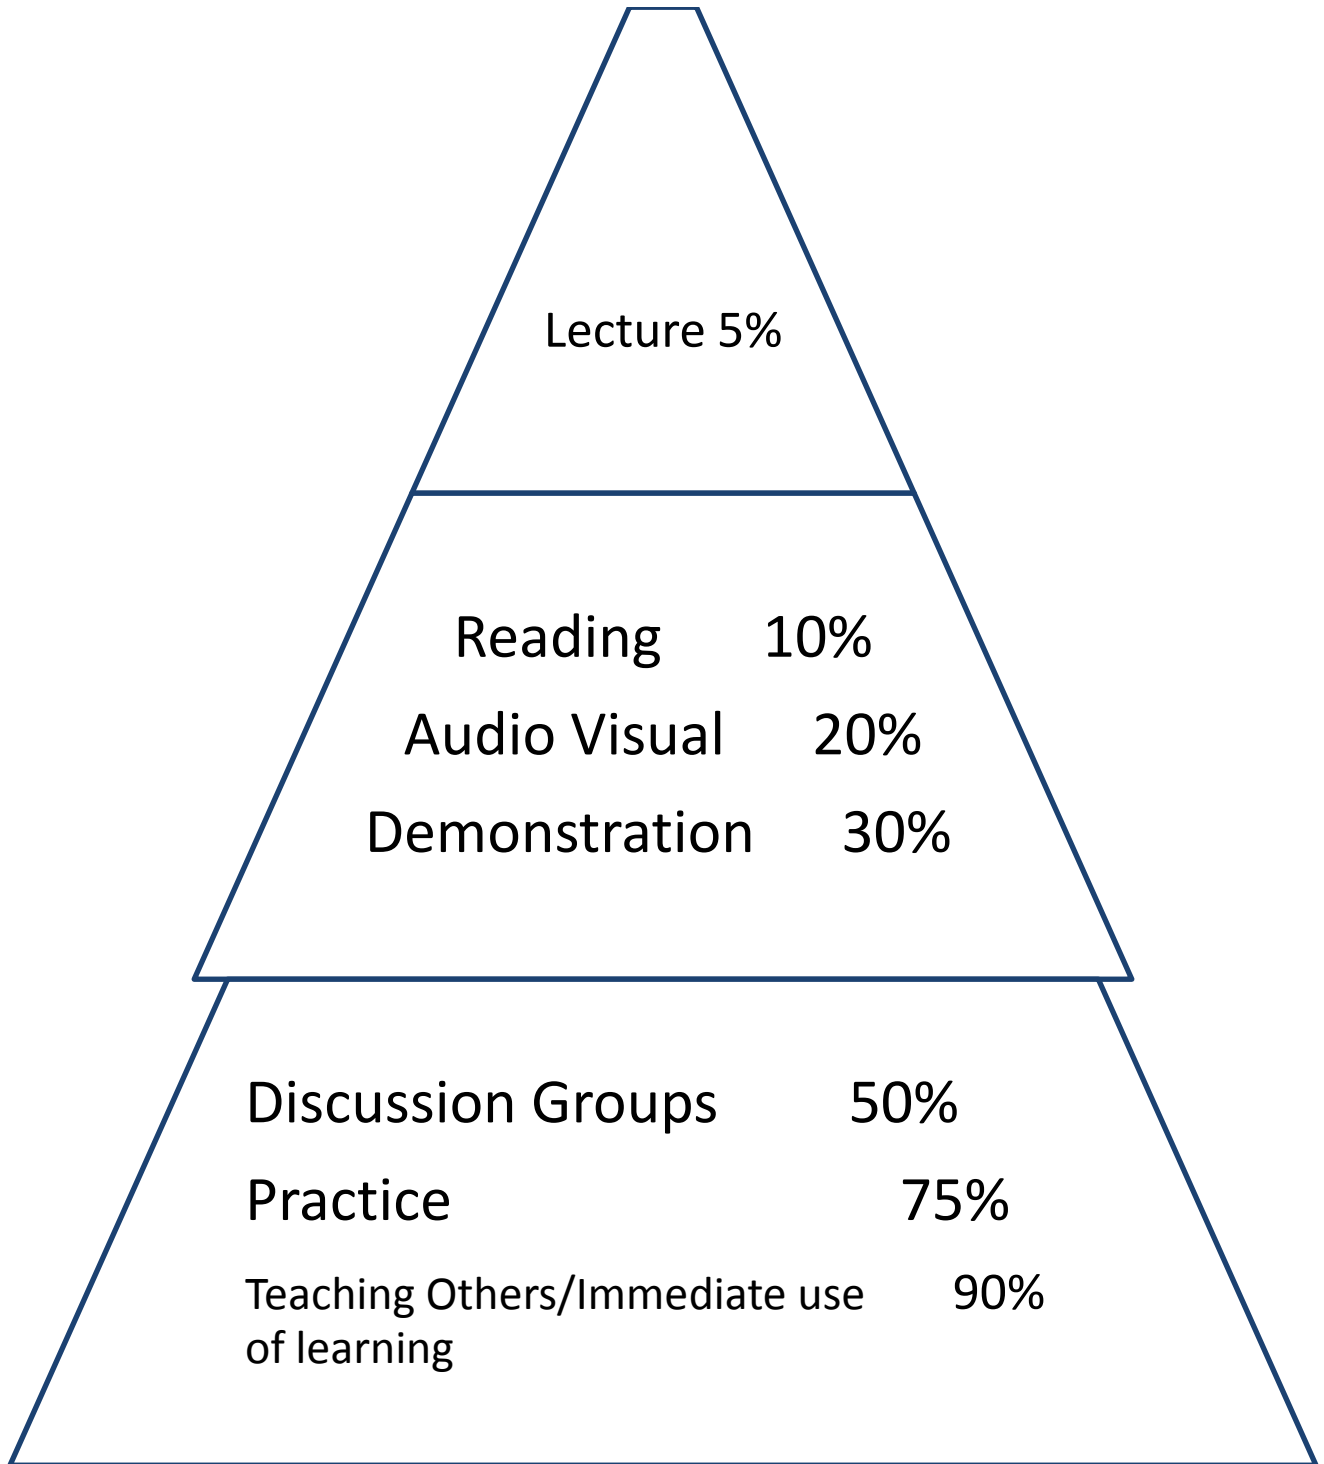 Lecture 5%
Reading 10%
Audio Visual 20%
Demonstration 30%
Discussion Groups 50%
Practice 75%
Teaching Others/Immediate use 90%
of learning